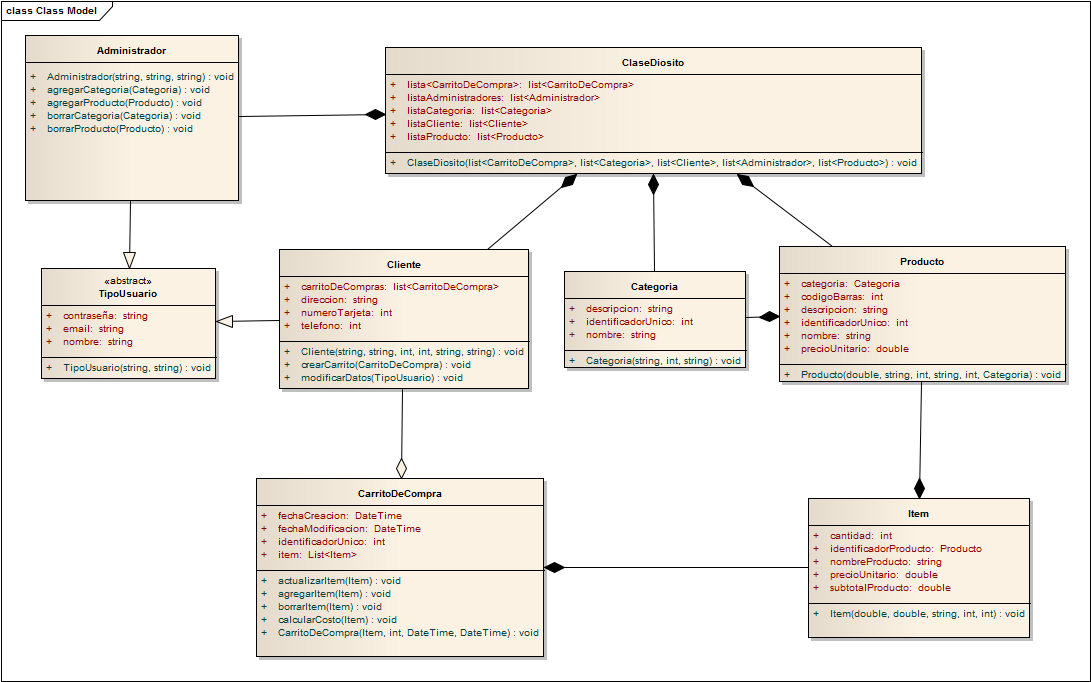 class Class Model
Administrador
+ Administrador(string, string, string) : void
+ agregarCategoria(Categoria) : void
+ agregarProducto(Producto) : void
+ borrarCategoria(Categoria) : void
+ borrarProducto(Producto) : void
ClaseDiosito
+ lista<CarritoDeCompra>: list<CarritoDeCompra>
+ listaAdministradores: list<Administrador>
+ listaCategoria: list<Categoria>
+ listaCliente: list<Cliente>
+ listaProducto: list<Producto>
+ ClaseDiosito(list<CarritoDeCompra>, list<Categoria>, list<Cliente>, list<Administrador>, list<Producto>) : void
«abstract»
TipoUsuario
+ contraseña: string
+ email: string
+ nombre: string
+ TipoUsuario(string, string) : void
Cliente
+ carritoDeCompras: list<CarritoDeCompra>
+ direccion: string
+ numeroTarjeta: int
+ telefono: int
+ Cliente(string, string, int, int, string, string) : void
+ crearCarrito(CarritoDeCompra) : void
+ modificarDatos(TipoUsuario) : void
Categoria
+ descripcion: string
+ identificadorUnico: int
+ nombre: string
+ Categoria(string, int, string) : void
Producto
+ categoria: Categoria
+ codigoBarras: int
+ descripcion: string
+ identificadorUnico: int
+ nombre: string
+ precioUnitario: double
+ Producto(double, string, int, string, int, Categoria) : void
CarritoDeCompra
+ fechaCreacion: DateTime
+ fechaModificacion: DateTime
+ identificadorUnico: int
+ item: List<Item>
+ actualizarItem(Item) : void
+ agregarItem(Item) : void
+ borrarItem(Item) : void
+ calcularCosto(Item) : void
+ CarritoDeCompra(Item, int, DateTime, DateTime) : void
Item
+ cantidad: int
+ identificadorProducto: Producto
+ nombreProducto: string
+ precioUnitario: double
+ subtotalProducto: double
+ Item(double, double, string, int, int) : void